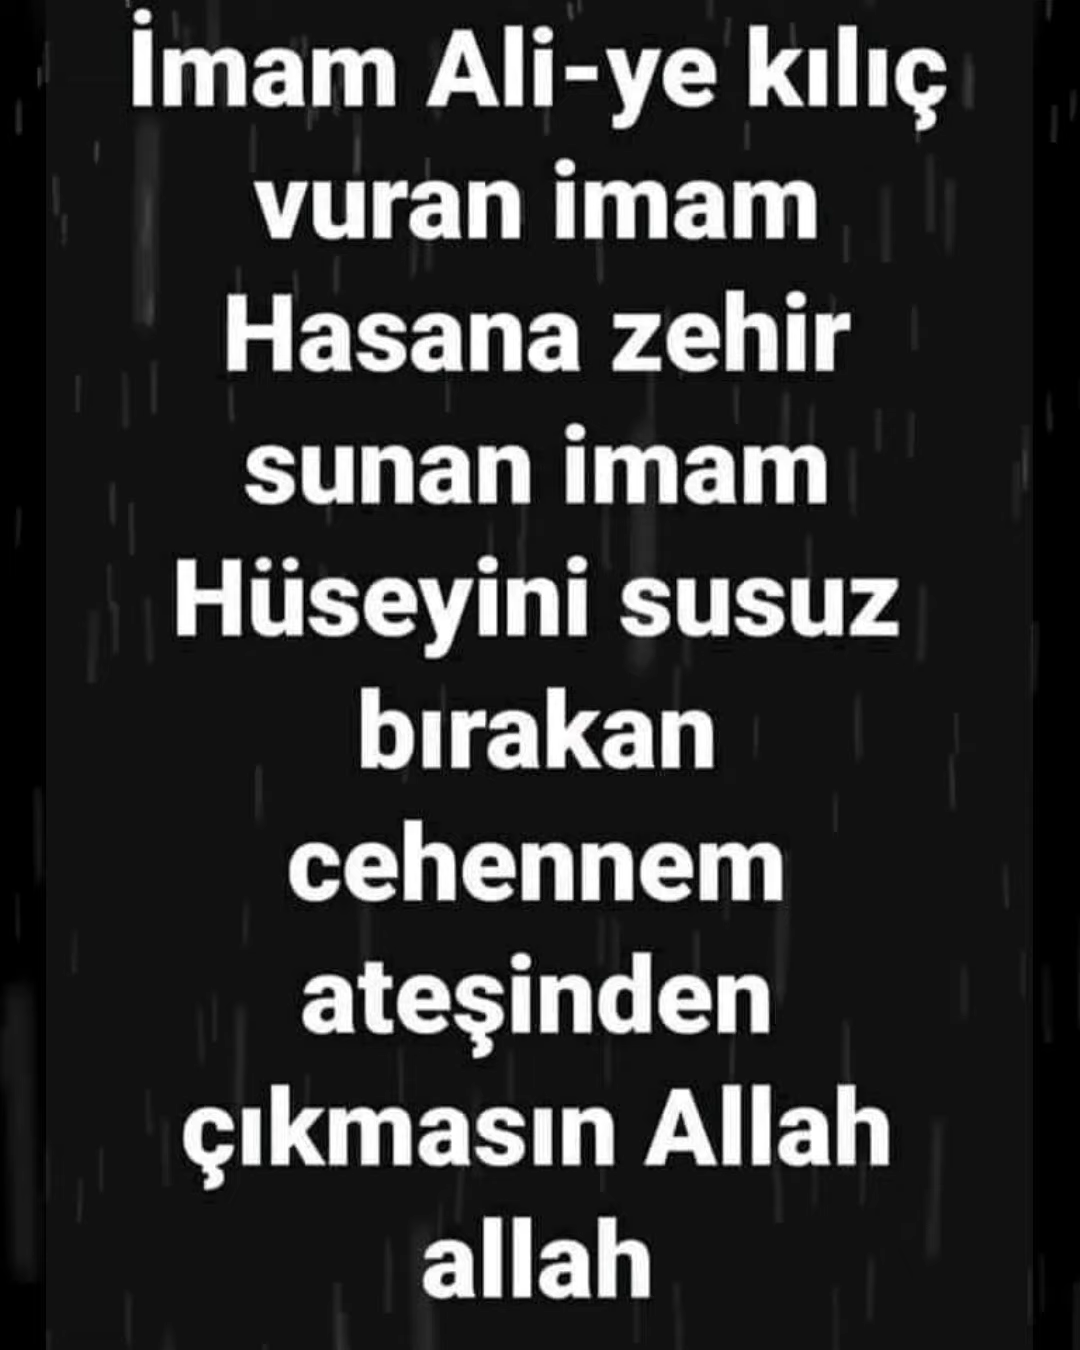 İmam Ali-ye kılıç
vuran imam
Hasana zehir
sunan imam
Hüseyini susuz
bırakan
cehennem
ateşinden
çıkmasın Allah
allah